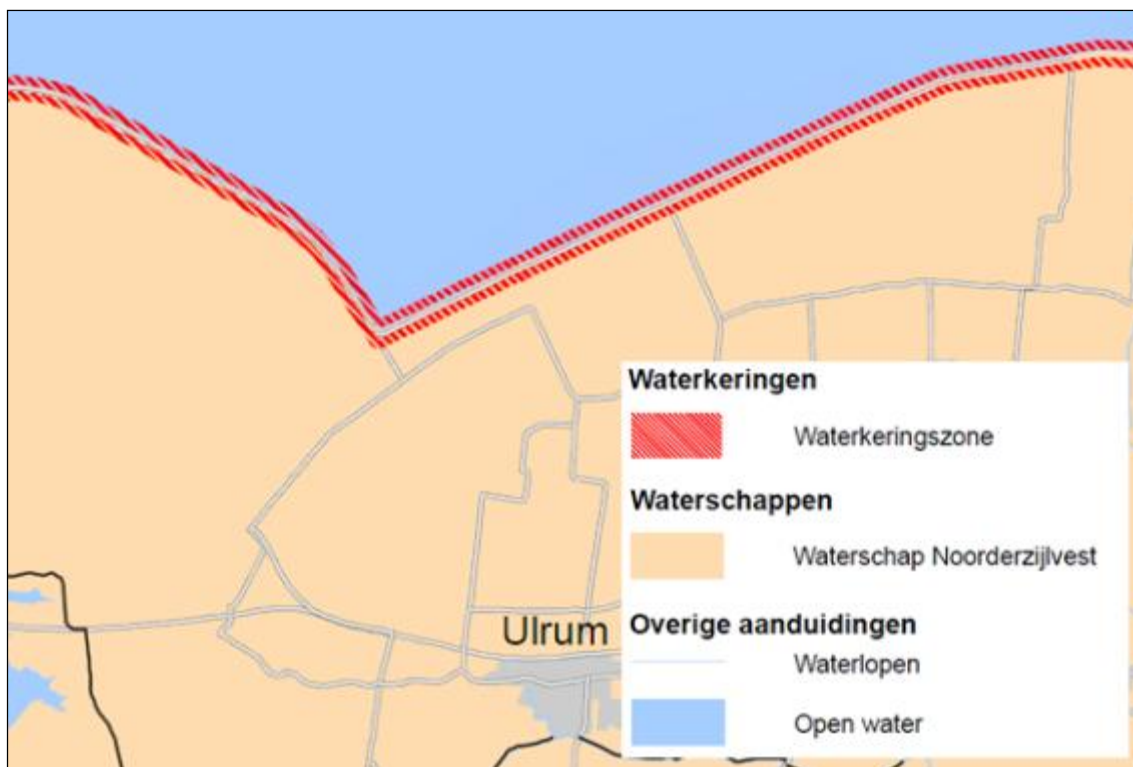 Waterkeringen
Waterkeringszone
Waterschappen
Waterschap Noorderzijlvest
Ulrum
Overige aanduidingen
Waterlopen
Open water